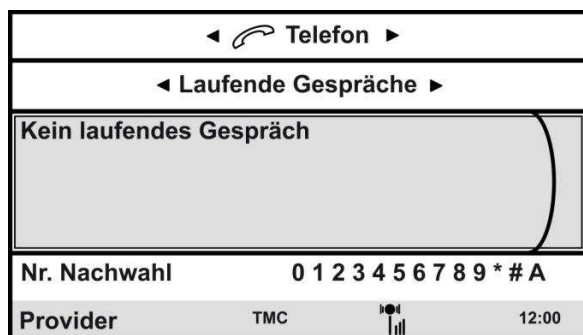 Telefon
Laufende Gespräche
Kein laufendes Gespräch
Nr. Nachwahl 0 1 2 3 4 5 6 7 8 9 * # A
Provider TMC 12:00